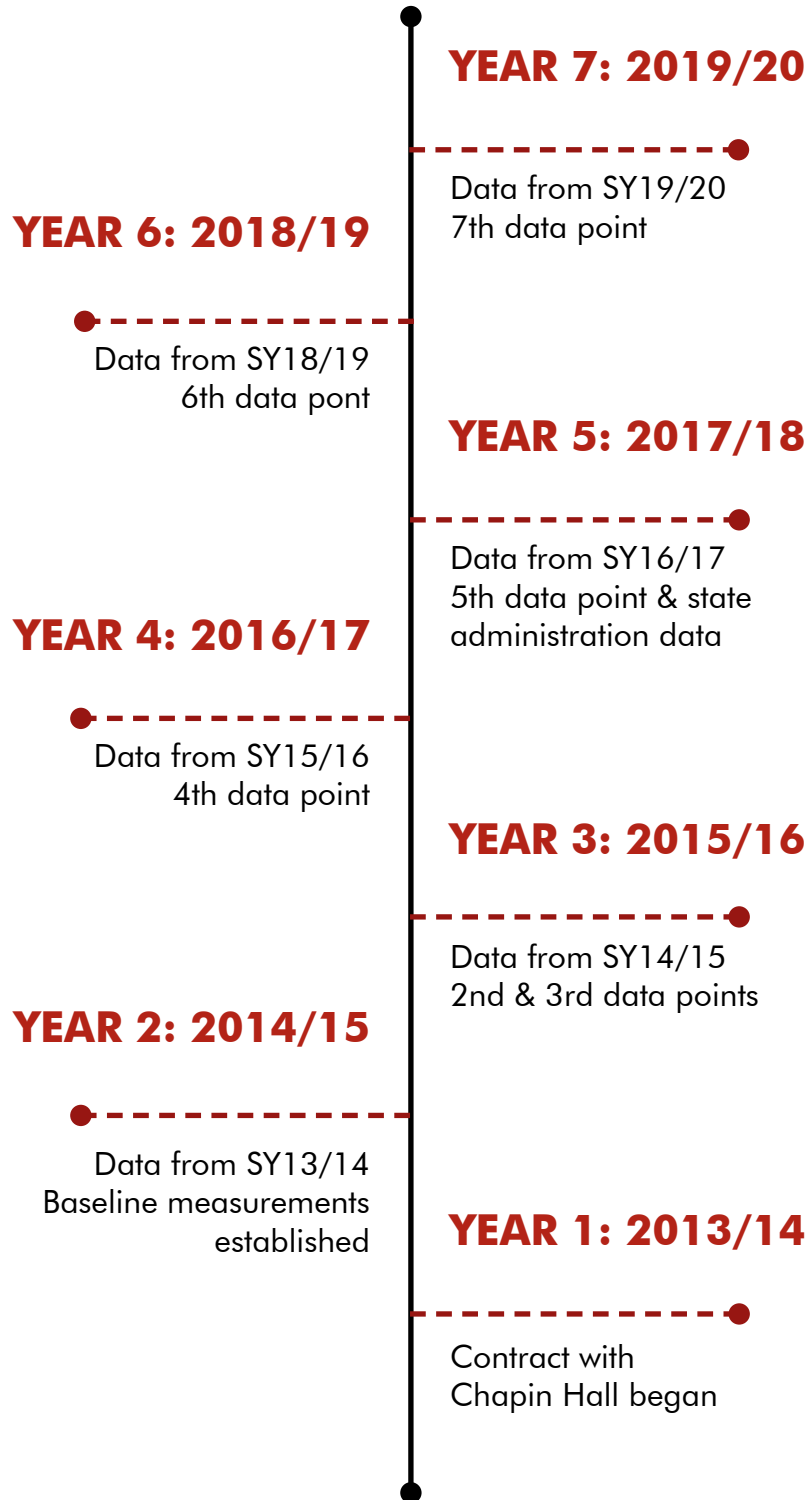 YEAR 7: 2019/20
Data from SY19/20
7th data point
YEAR 6: 2018/19
Data from SY18/19
6th data pont
YEAR 5: 2017/18
Data from SY16/17
5th data point & state
administration data
YEAR 4: 2016/17
Data from SY15/16
4th data point
YEAR 3: 2015/16
Data from SY14/15
2nd & 3rd data points
YEAR 2: 2014/15
Data from SY13/14
Baseline measurements
established
YEAR 1: 2013/14
Contract with
Chapin Hall began